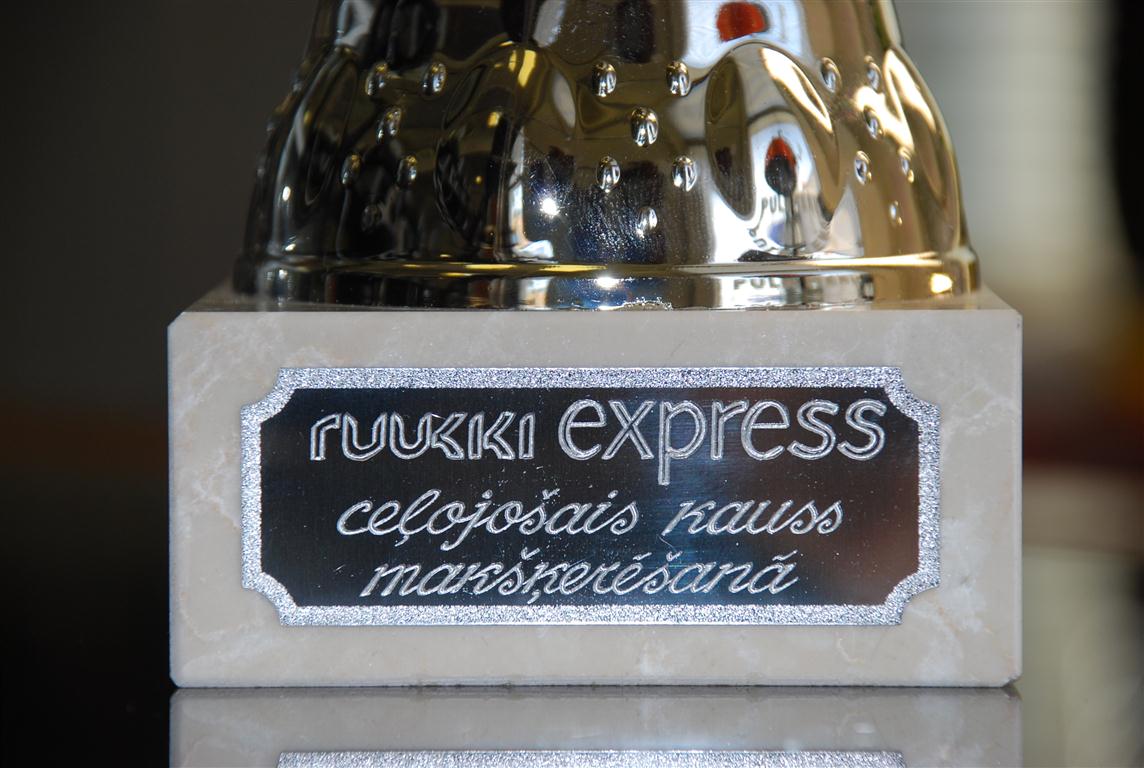 ruukki express
ceļojošais kauss
makšķerēšanā